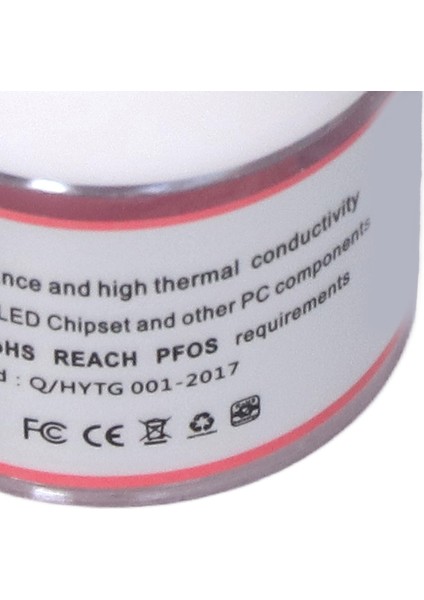 nce and high thermal conductivity
LED Chipset and other PC components
HS REACH PFOS requirements
: Q/HYTG 001-2017
FC CE